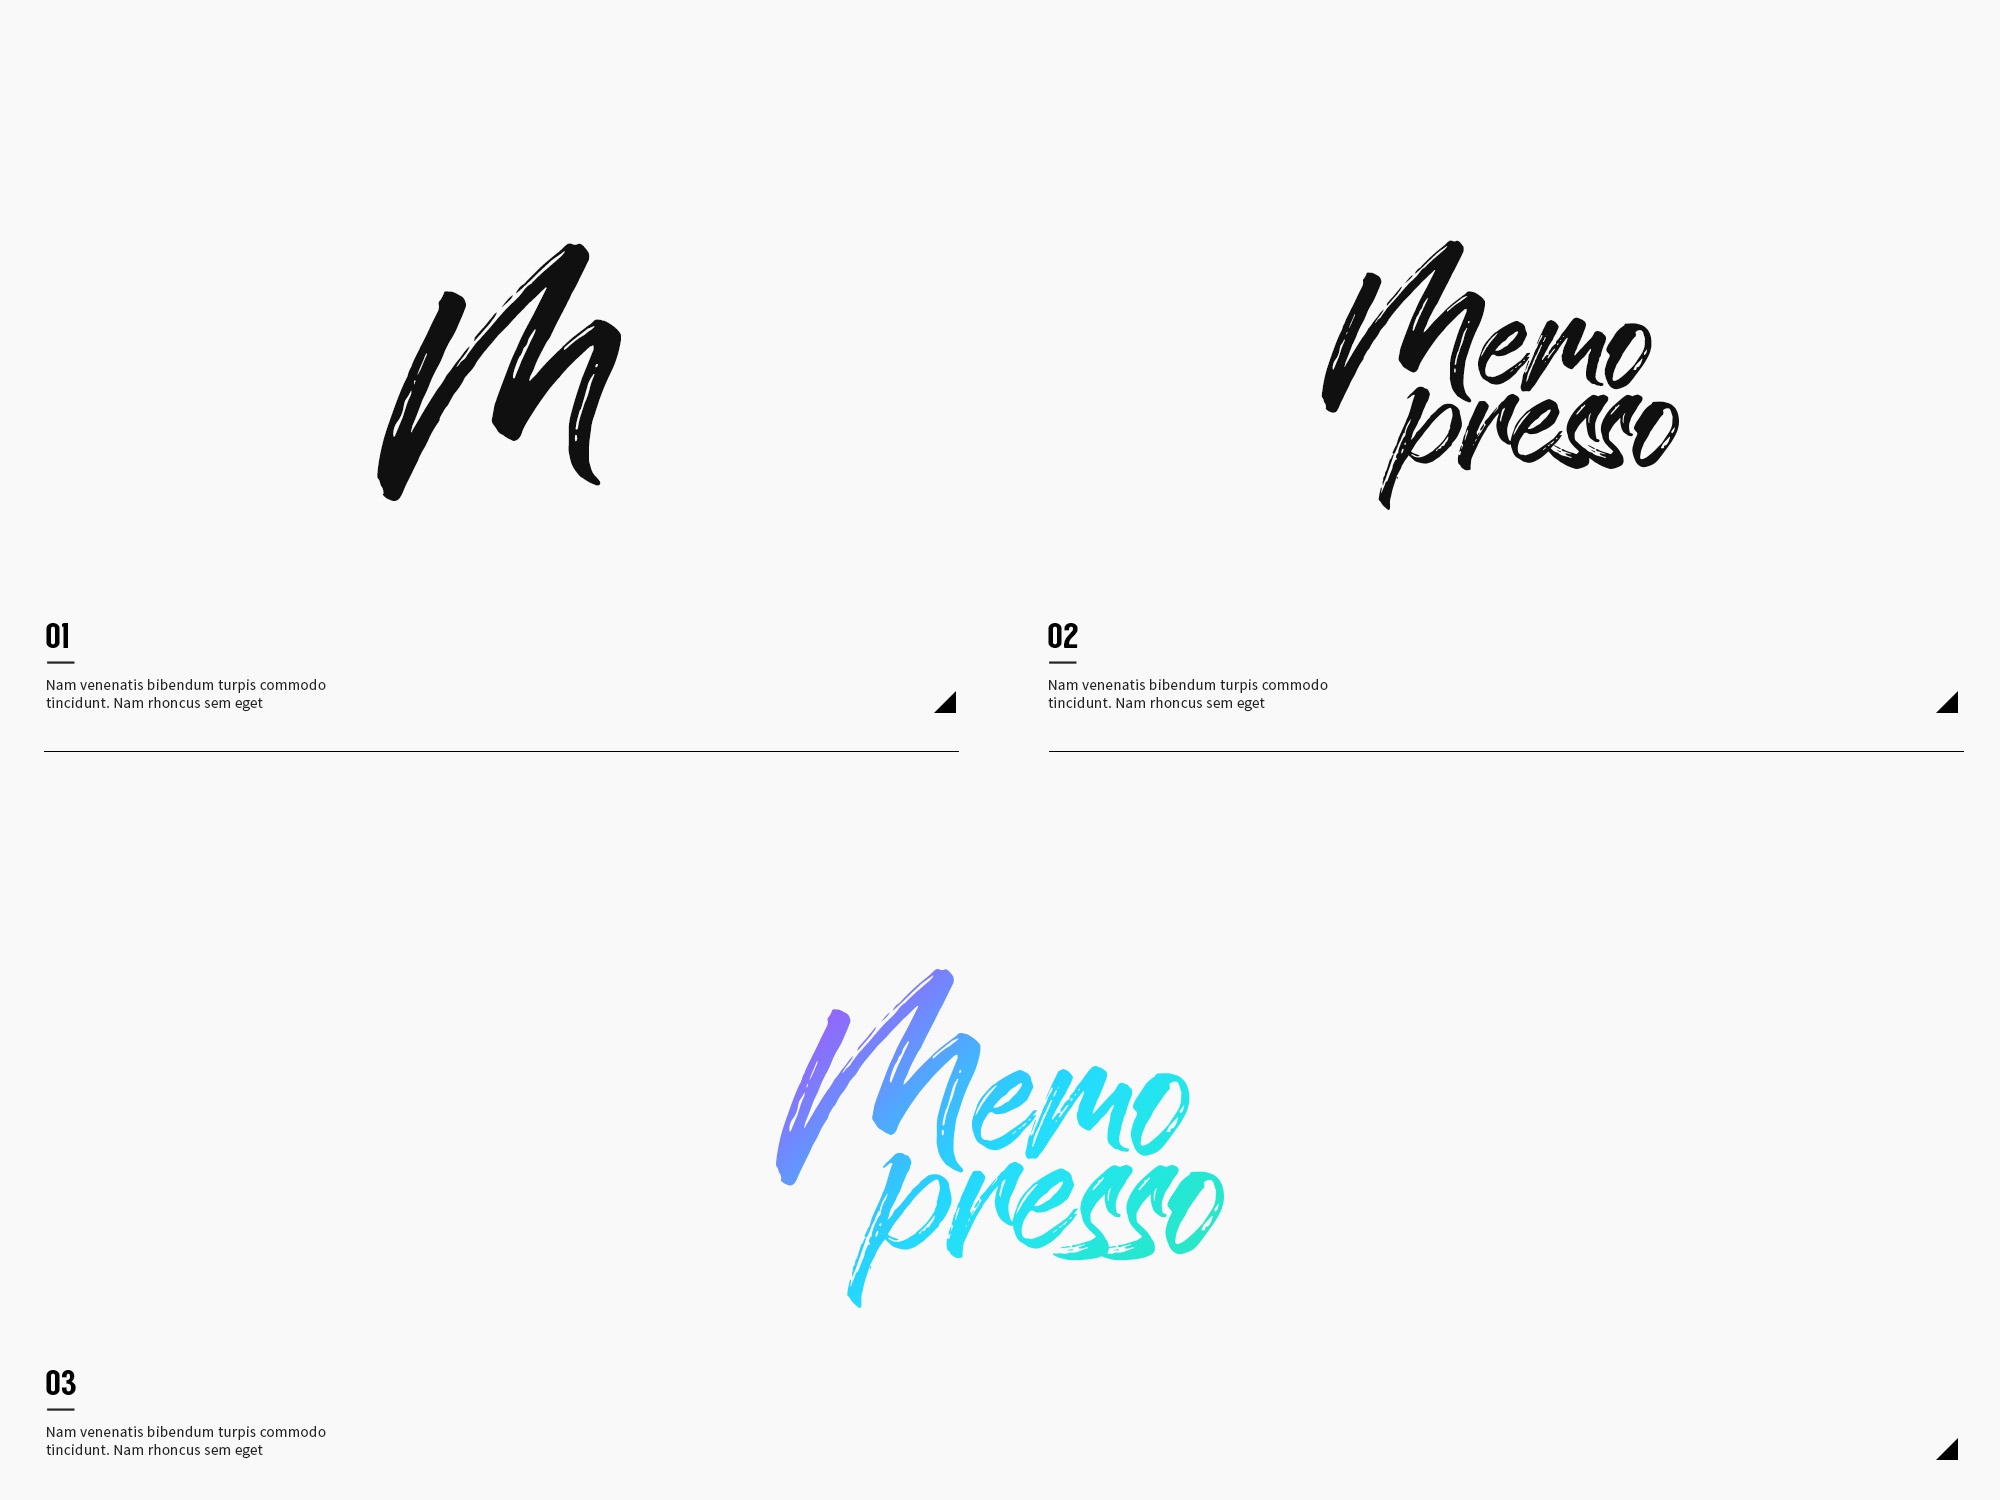 M
Memo
presso
01
Nam venenatis bibendum turpis commodo
tincidunt. Nam rhoncus sem eget
02
Nam venenatis bibendum turpis commodo
tincidunt. Nam rhoncus sem eget
Memo
presso
03
Nam venenatis bibendum turpis commodo
tincidunt. Nam rhoncus sem eget